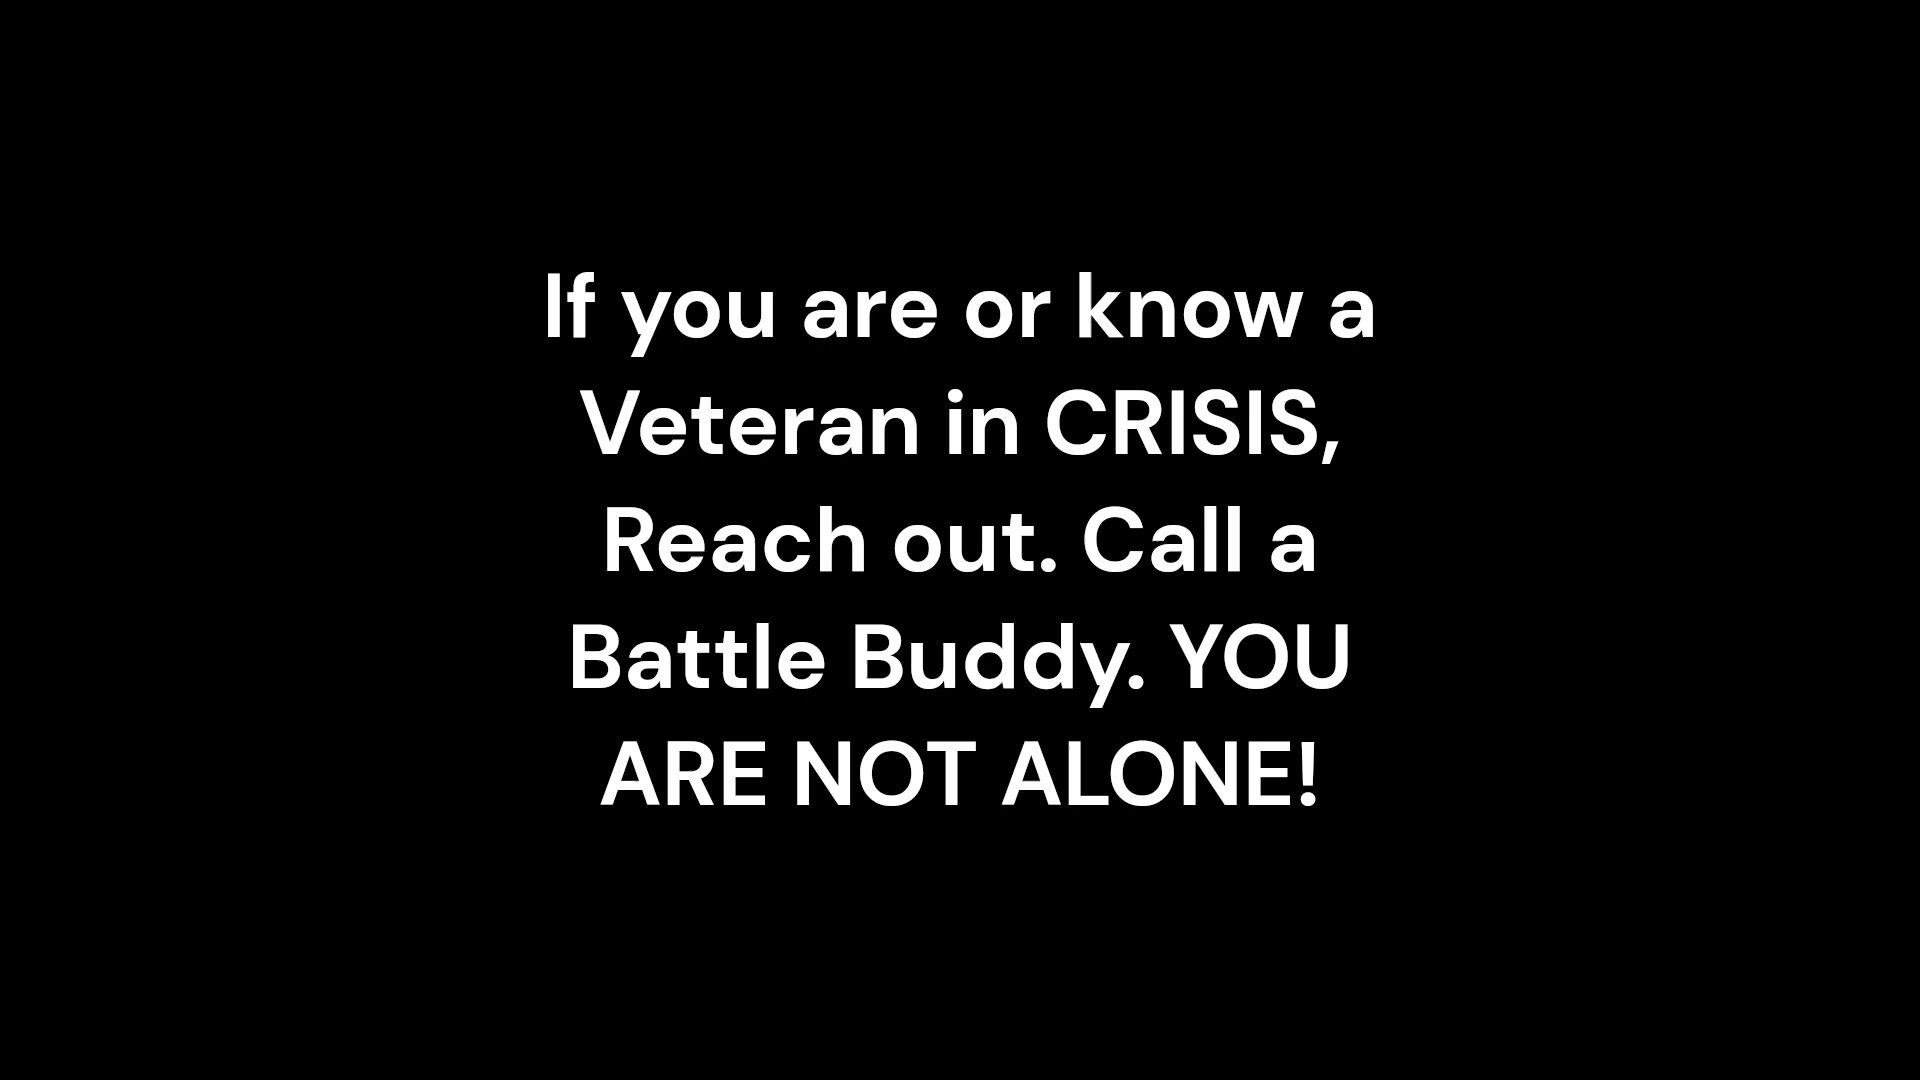 If you are or know a
Veteran in CRISIS,
Reach out. Call a
Battle Buddy. YOU
ARE NOT ALONE!